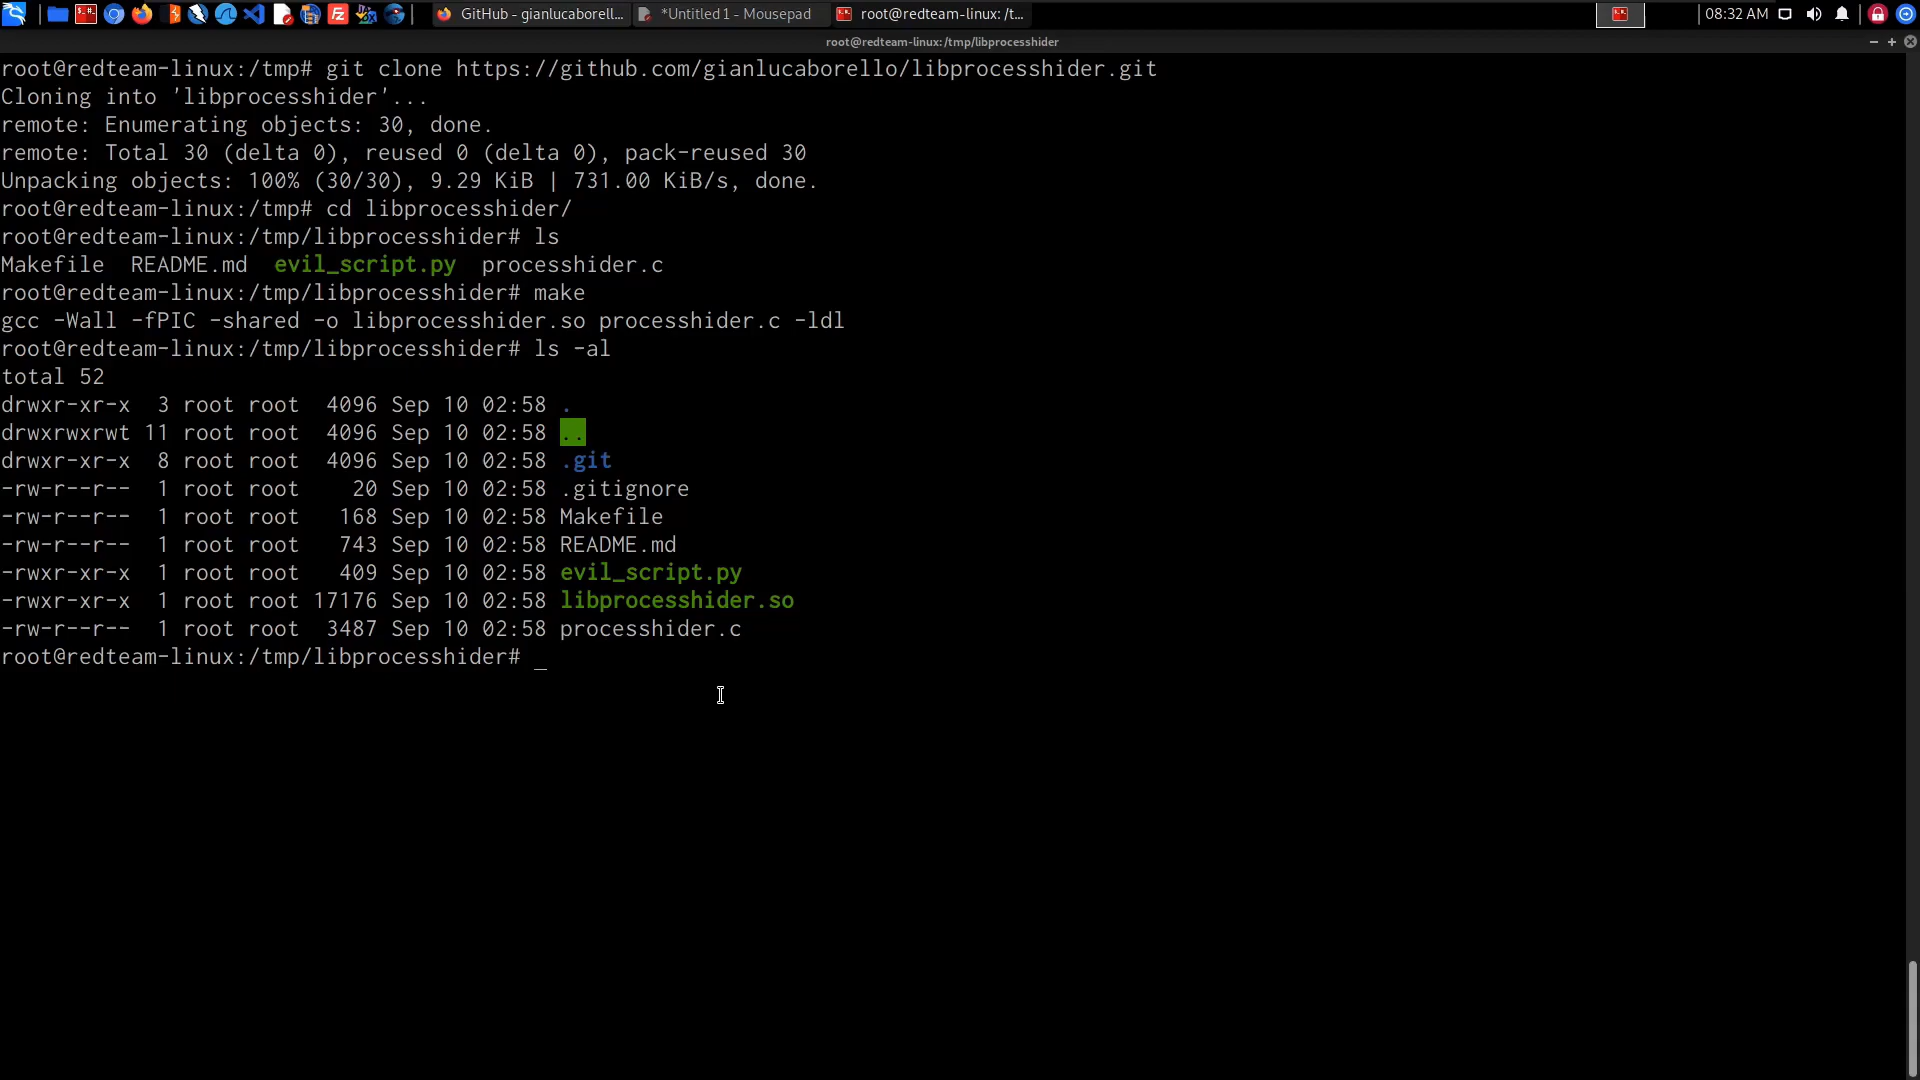 GitHub - gianlucaborell... *Untitled 1 - Mousepad root@redteam-linux: /t... 08:32 AM
root@redteam-linux:/tmp/libprocesshider
root@redteam-linux:/tmp# git clone https://github.com/gianlucaborello/libprocesshider.git
Cloning into 'libprocesshider'...
remote: Enumerating objects: 30, done.
remote: Total 30 (delta 0), reused 0 (delta 0), pack-reused 30
Unpacking objects: 100% (30/30), 9.29 KiB | 731.00 KiB/s, done.
root@redteam-linux:/tmp# cd libprocesshider/
root@redteam-linux:/tmp/libprocesshider# ls
Makefile  README.md  evil_script.py  processhider.c
root@redteam-linux:/tmp/libprocesshider# make
gcc -Wall -fPIC -shared -o libprocesshider.so processhider.c -ldl
root@redteam-linux:/tmp/libprocesshider# ls -al
total 52
drwxr-xr-x  3 root root  4096 Sep 10 02:58 .
drwxrwxrwt 11 root root  4096 Sep 10 02:58 ..
drwxr-xr-x  8 root root  4096 Sep 10 02:58 .git
-rw-r--r--  1 root root    20 Sep 10 02:58 .gitignore
-rw-r--r--  1 root root   168 Sep 10 02:58 Makefile
-rw-r--r--  1 root root   743 Sep 10 02:58 README.md
-rwxr-xr-x  1 root root   409 Sep 10 02:58 evil_script.py
-rwxr-xr-x  1 root root 17176 Sep 10 02:58 libprocesshider.so
-rw-r--r--  1 root root  3487 Sep 10 02:58 processhider.c
root@redteam-linux:/tmp/libprocesshider# _